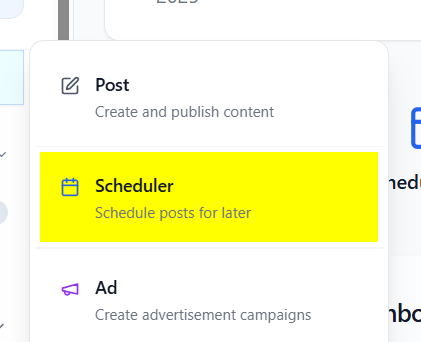 Post
Create and publish content
Scheduler
Schedule posts for later
Ad
Create advertisement campaigns